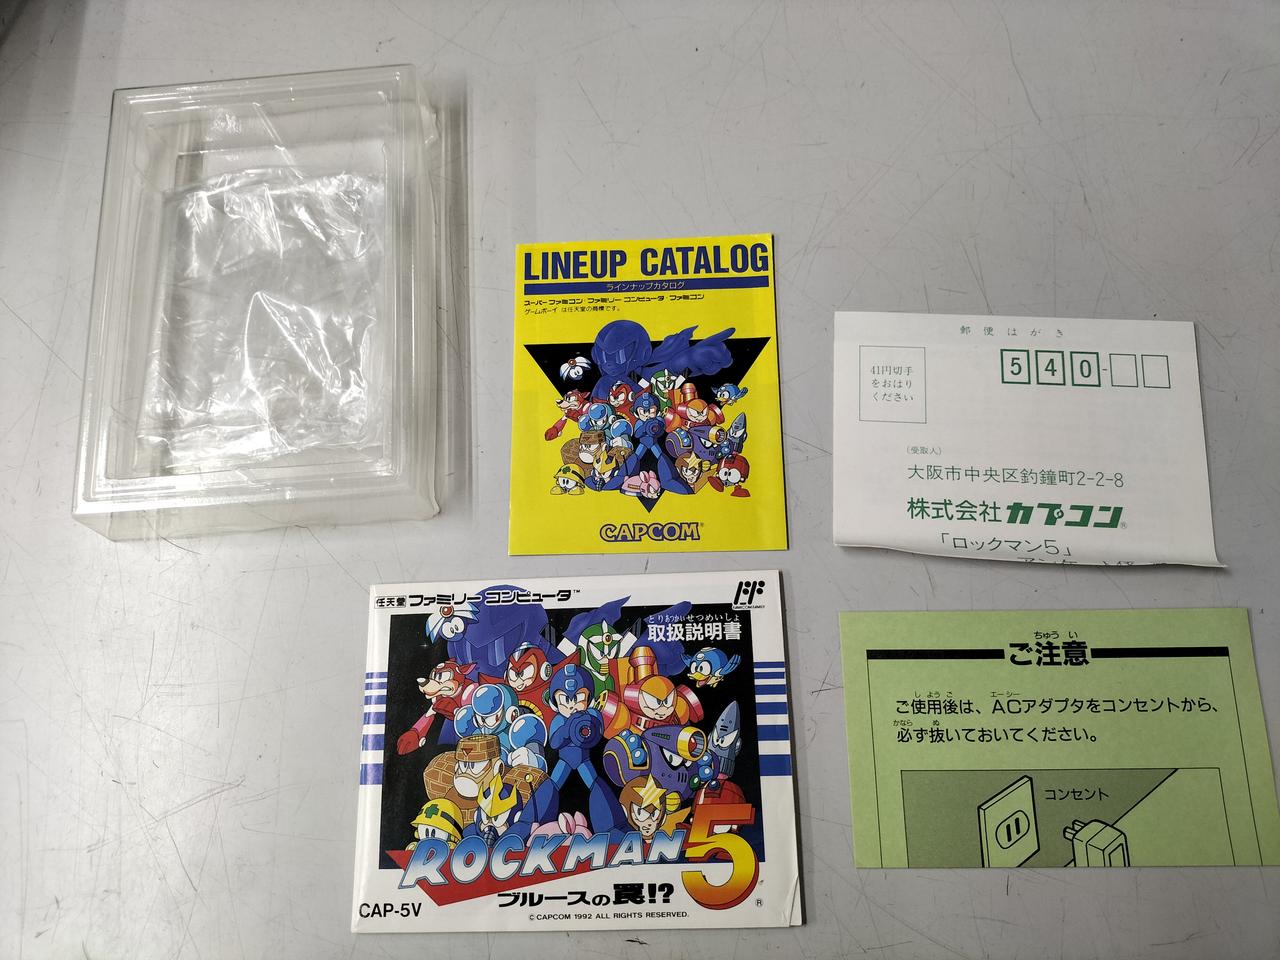 LINEUP CATALOG
ラインナップカタログ
スーパーファミコン・ファミリーコンピュータ・ファミコン
ゲームボーイは任天堂の商標です。
CAPCOM®
郵便はがき
41円切手
をおはり
ください
540-
(受取人)
大阪市中央区釣鐘町2-2-8
株式会社カプコン®
「ロックマン5」
任天堂 ファミリーコンピュータ™
FAMICOM FAMILY
とりあつかいせつめいしょ
取扱説明書
ROCKMAN 5®
ブルースの罠!?
CAP-5V
©CAPCOM 1992 ALL RIGHTS RESERVED.
ちゅうい
ご注意
しようご エーシー
ご使用後は、ACアダプタをコンセントから、
かなら ぬ
必ず抜いておいてください。
コンセント